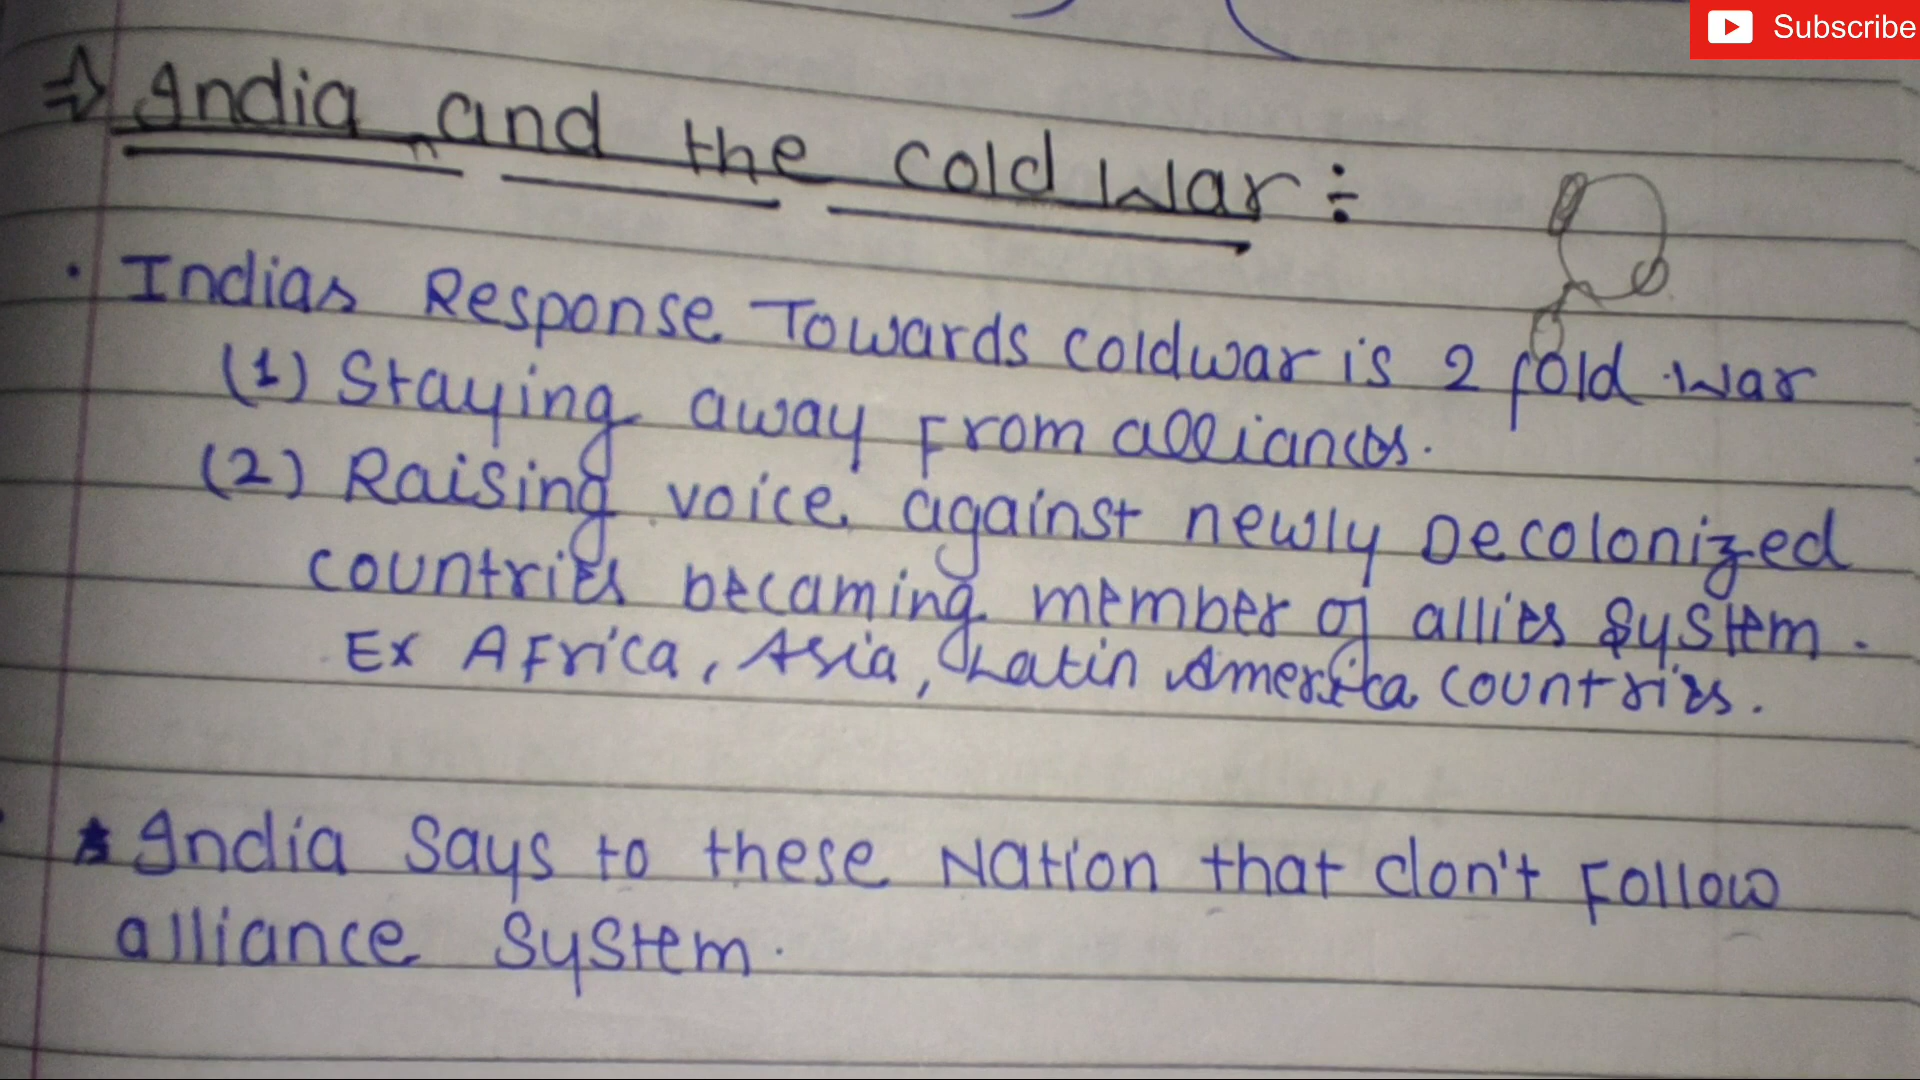 Subscribe
⇒ India and the cold War ÷
• Indias Response Towards coldwar is 2 fold war
(1) Staying away From alliances.
(2) Raising voice against newly Decolonized
countries becaming member of allies system.
Ex AFrica, Asia, Latin America countries.
★ India Says to these Nation that don't Follow
alliance System.